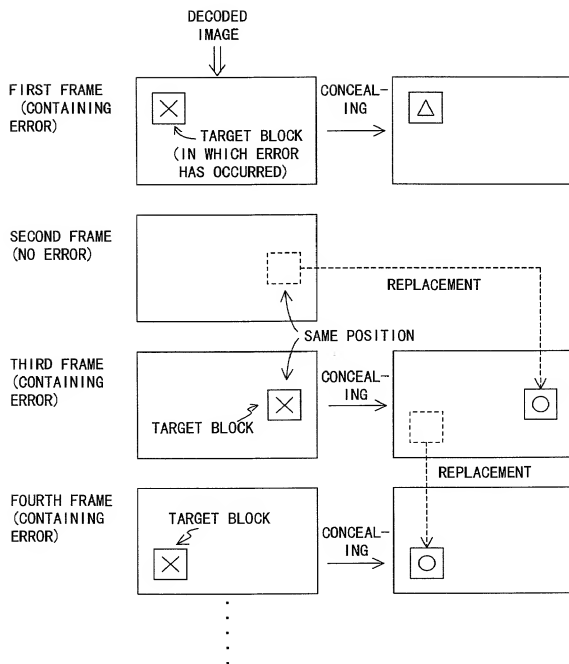 DECODED
IMAGE
FIRST FRAME
(CONTAINING
ERROR)
CONCEAL-
ING
TARGET BLOCK
(IN WHICH ERROR
HAS OCCURRED)
SECOND FRAME
(NO ERROR)
REPLACEMENT
SAME POSITION
THIRD FRAME
(CONTAINING
ERROR)
CONCEAL-
ING
TARGET BLOCK
REPLACEMENT
FOURTH FRAME
(CONTAINING
ERROR)
TARGET BLOCK
CONCEAL-
ING